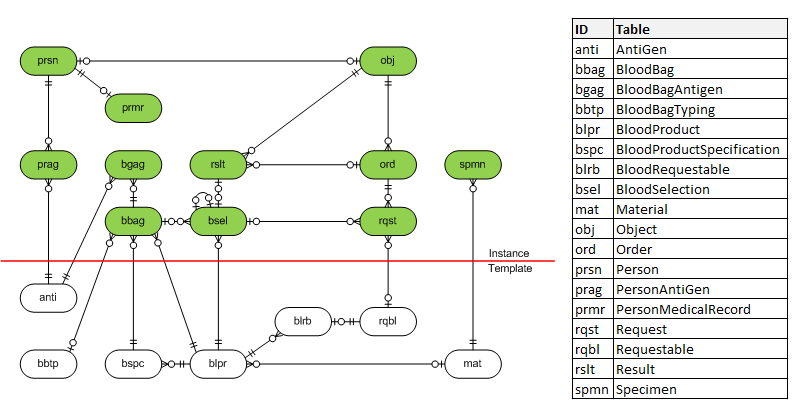 prsn
obj
prmr
prag
bgag
rslt
ord
spmn
bbag
bsel
rqst
Instance
Template
anti
blrb
rqbl
bbtp
bspc
blpr
mat
ID Table
anti AntiGen
bbag BloodBag
bgag BloodBagAntigen
bbtp BloodBagTyping
blpr BloodProduct
bspc BloodProductSpecification
blrb BloodRequestable
bsel BloodSelection
mat Material
obj Object
ord Order
prsn Person
prag PersonAntiGen
prmr PersonMedicalRecord
rqst Request
rqbl Requestable
rslt Result
spmn Specimen